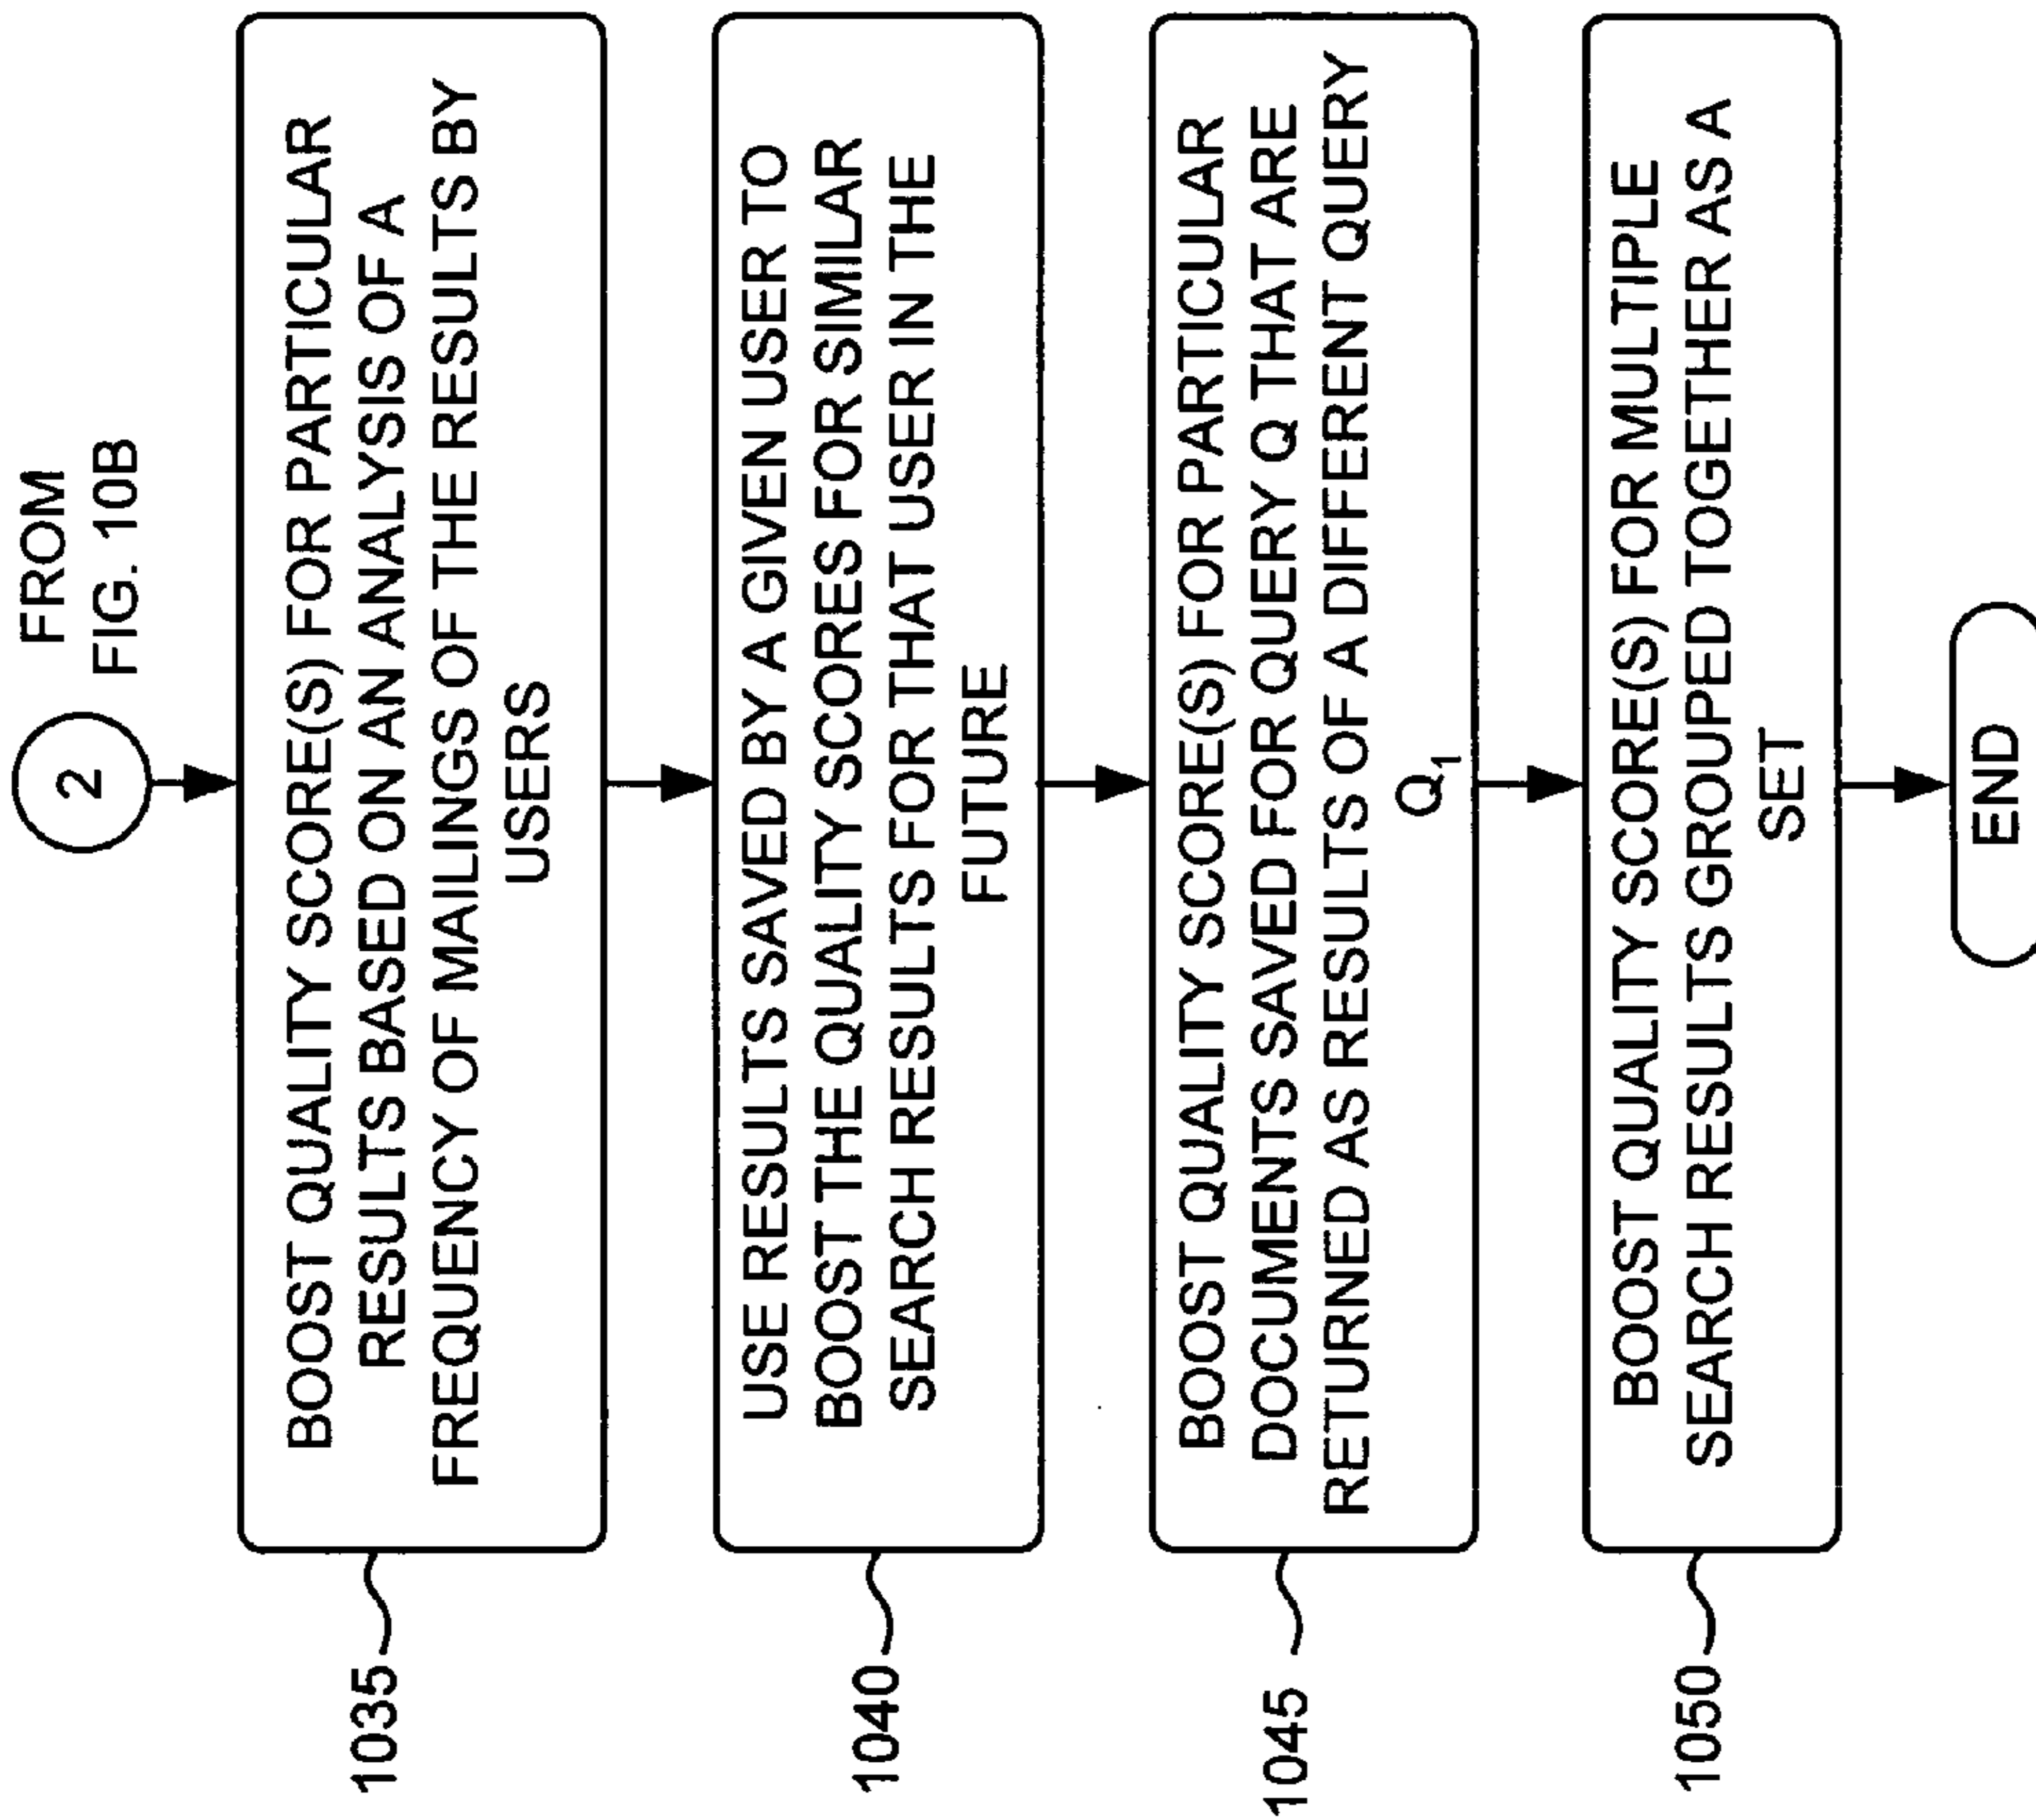 FROM
FIG. 10B
2
BOOST QUALITY SCORE(S) FOR PARTICULAR
RESULTS BASED ON AN ANALYSIS OF A
FREQUENCY OF MAILINGS OF THE RESULTS BY
USERS
1035
USE RESULTS SAVED BY A GIVEN USER TO
BOOST THE QUALITY SCORES FOR SIMILAR
SEARCH RESULTS FOR THAT USER IN THE
FUTURE
1040
BOOST QUALITY SCORE(S) FOR PARTICULAR
DOCUMENTS SAVED FOR QUERY Q THAT ARE
RETURNED AS RESULTS OF A DIFFERENT QUERY
Q₁
1045
BOOST QUALITY SCORE(S) FOR MULTIPLE
SEARCH RESULTS GROUPED TOGETHER AS A
SET
1050
END